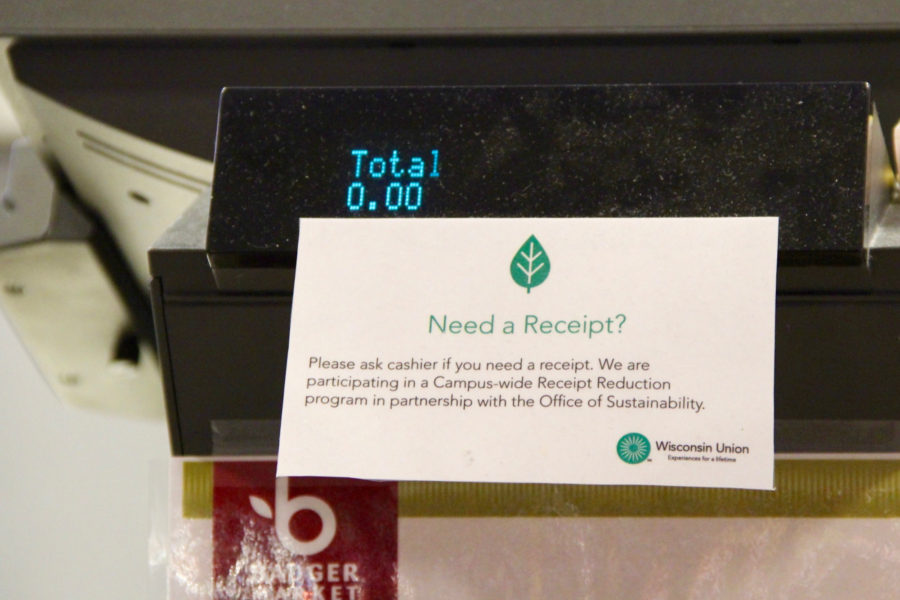 Total
0.00
Need a Receipt?
Please ask cashier if you need a receipt. We are
participating in a Campus-wide Receipt Reduction
program in partnership with the Office of Sustainability.
Wisconsin Union
Experiences for a lifetime
b
BADGER
MARKET